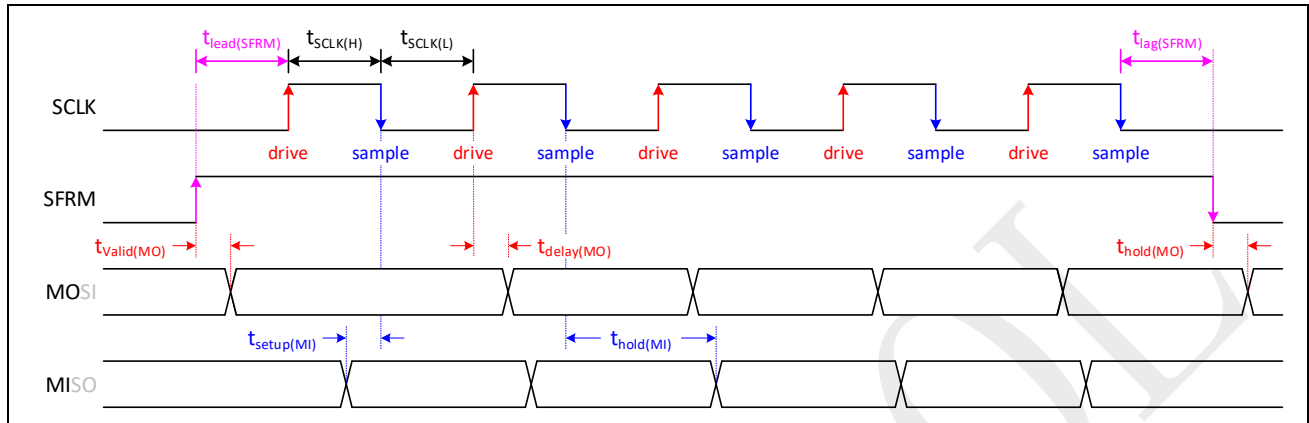 tlead(SFRM) tSCLK(H) tSCLK(L) tlag(SFRM)
SCLK
drive sample drive sample drive sample drive sample drive sample
SFRM
tValid(MO) tdelay(MO) thold(MO)
MOSI
tsetup(MI) thold(MI)
MISO